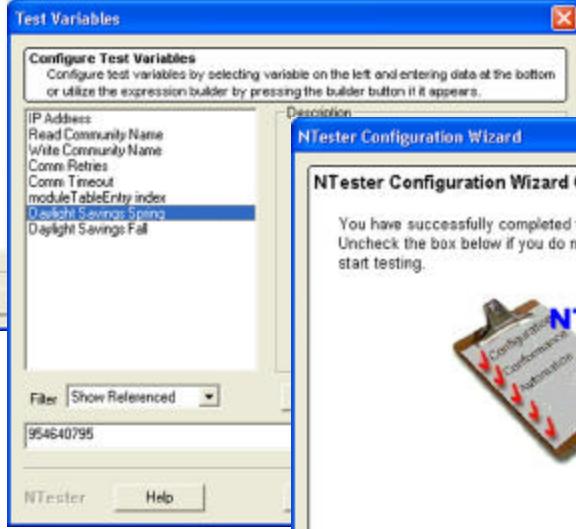 Test Variables
Configure Test Variables
Configure test variables by selecting variable on the left and entering data at the bottom
or utilize the expression builder by pressing the builder button if it appears.
Description
IP Address
Read Community Name
Write Community Name
Comm Retries
Comm Timeout
moduleTableEntry index
Daylight Savings Spring
Daylight Savings Fall
Filter
Show Referenced
954640795
NTester
Help
NTester Configuration Wizard
NTester Configuration Wizard
You have successfully completed
Uncheck the box below if you do
start testing.
NT
Configuration
Conformance
Automation